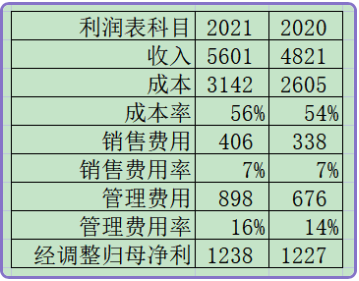 利润表科目 2021 2020
收入 5601 4821
成本 3142 2605
成本率 56% 54%
销售费用 406 338
销售费用率 7% 7%
管理费用 898 676
管理费用率 16% 14%
经调整归母净利 1238 1227